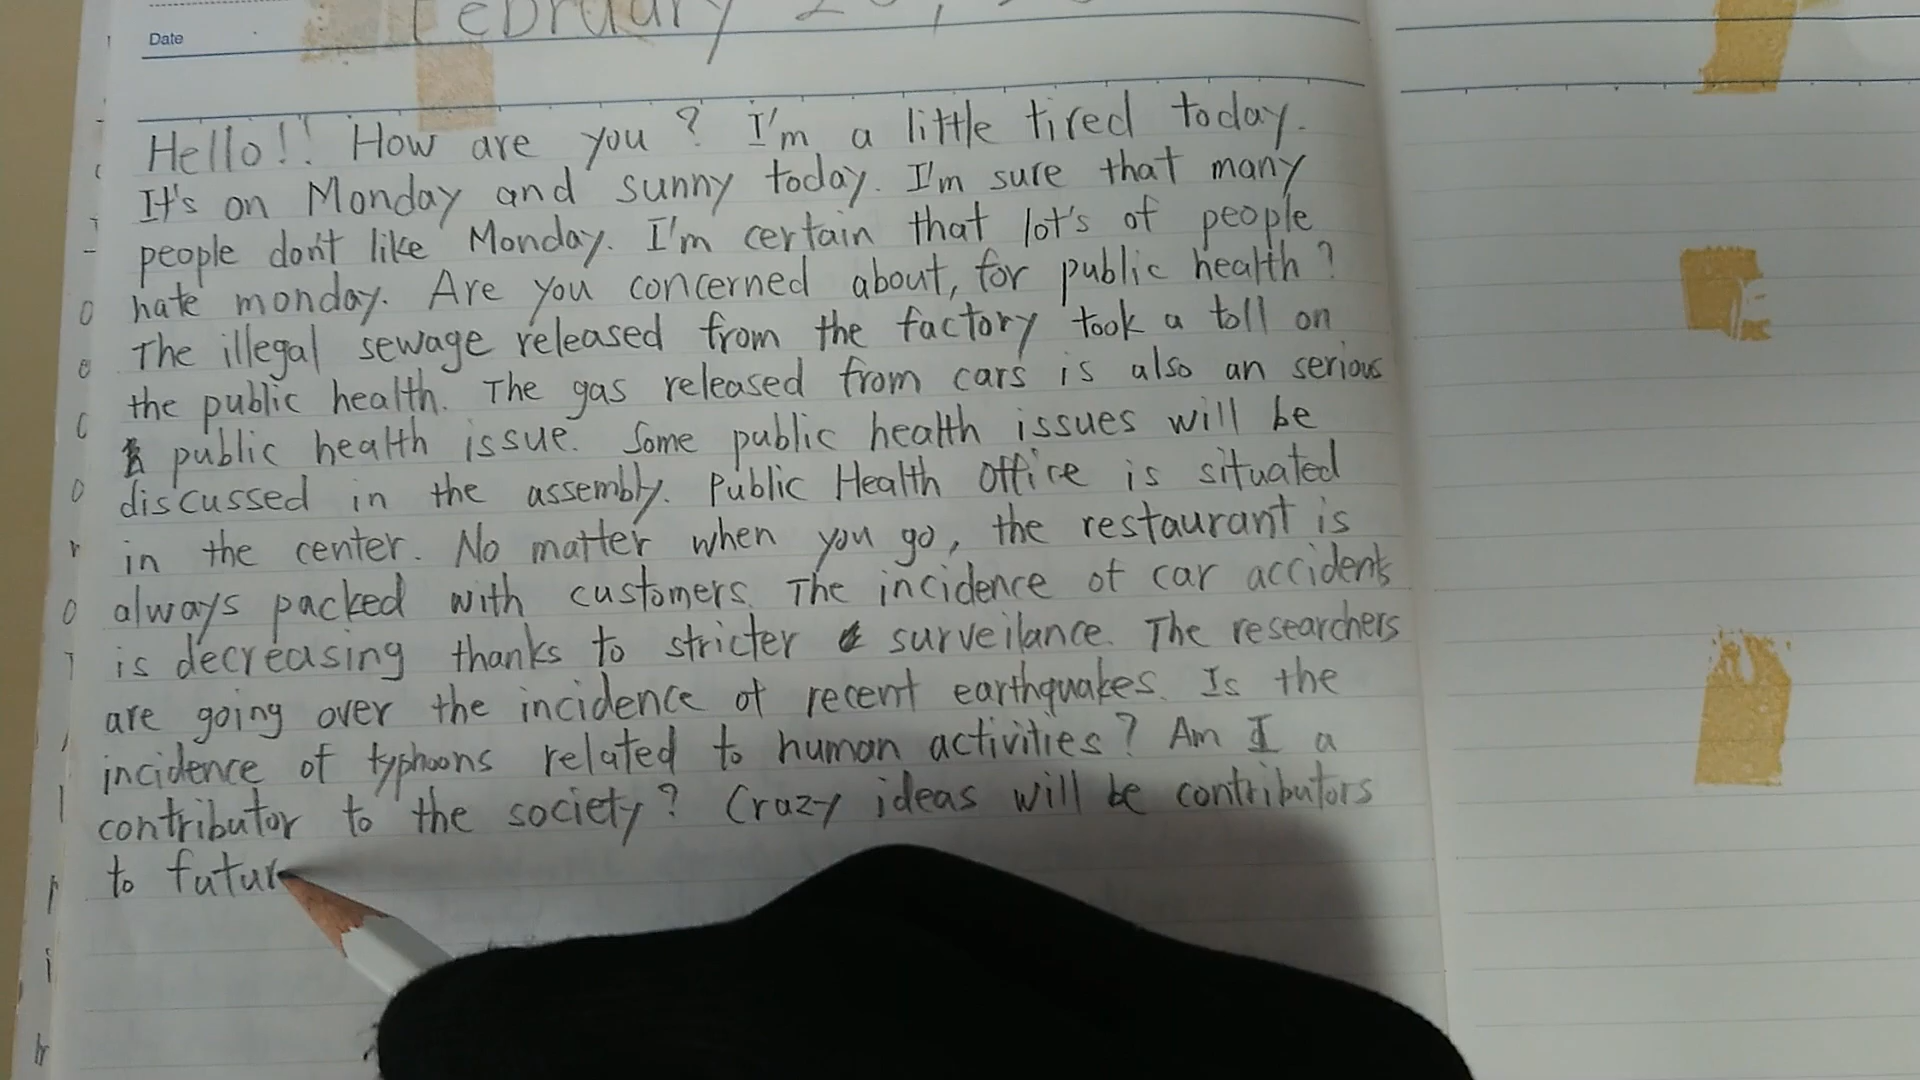 Date February
Hello!! How are you? I'm a little tired today.
It's on Monday and sunny today. I'm sure that many
people don't like Monday. I'm certain that lot's of people
hate monday. Are you concerned about, for public health?
The illegal sewage released from the factory took a toll on
the public health. The gas released from cars is also an serious
public health issue. Some public health issues will be
discussed in the assembly. Public Health Office is situated
in the center. No matter when you go, the restaurant is
always packed with customers. The incidence of car accidents
is decreasing thanks to stricter surveilance. The researchers
are going over the incidence of recent earthquakes. Is the
incidence of typhoons related to human activities? Am I a
contributor to the society? Crazy ideas will be contributors
to futur